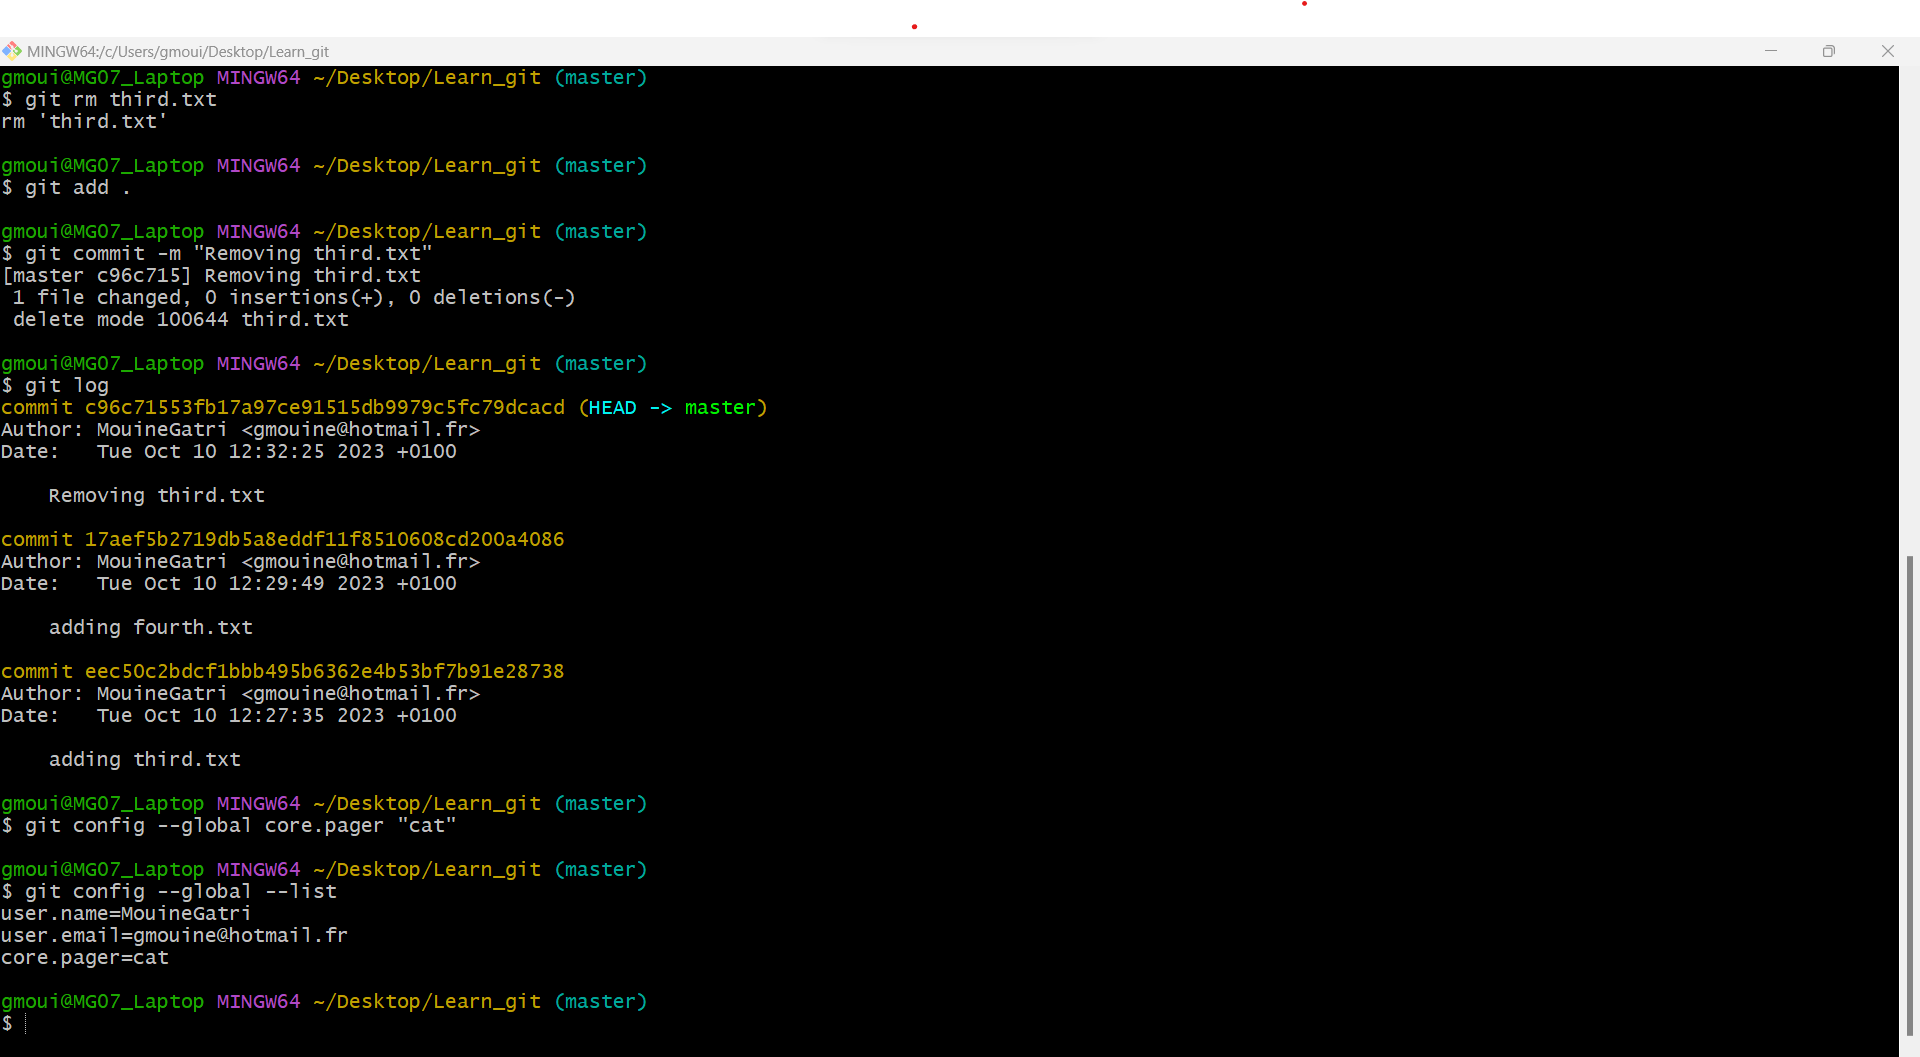 MINGW64:/c/Users/gmoui/Desktop/Learn_git
gmoui@MG07_Laptop MINGW64 ~/Desktop/Learn_git (master)
$ git rm third.txt
rm 'third.txt'
gmoui@MG07_Laptop MINGW64 ~/Desktop/Learn_git (master)
$ git add .
gmoui@MG07_Laptop MINGW64 ~/Desktop/Learn_git (master)
$ git commit -m "Removing third.txt"
[master c96c715] Removing third.txt
 1 file changed, 0 insertions(+), 0 deletions(-)
 delete mode 100644 third.txt
gmoui@MG07_Laptop MINGW64 ~/Desktop/Learn_git (master)
$ git log
commit c96c71553fb17a97ce91515db9979c5fc79dcacd (HEAD -> master)
Author: MouineGatri <gmouine@hotmail.fr>
Date:   Tue Oct 10 12:32:25 2023 +0100
    Removing third.txt
commit 17aef5b2719db5a8eddf11f8510608cd200a4086
Author: MouineGatri <gmouine@hotmail.fr>
Date:   Tue Oct 10 12:29:49 2023 +0100
    adding fourth.txt
commit eec50c2bdcf1bbb495b6362e4b53bf7b91e28738
Author: MouineGatri <gmouine@hotmail.fr>
Date:   Tue Oct 10 12:27:35 2023 +0100
    adding third.txt
gmoui@MG07_Laptop MINGW64 ~/Desktop/Learn_git (master)
$ git config --global core.pager "cat"
gmoui@MG07_Laptop MINGW64 ~/Desktop/Learn_git (master)
$ git config --global --list
user.name=MouineGatri
user.email=gmouine@hotmail.fr
core.pager=cat
gmoui@MG07_Laptop MINGW64 ~/Desktop/Learn_git (master)
$